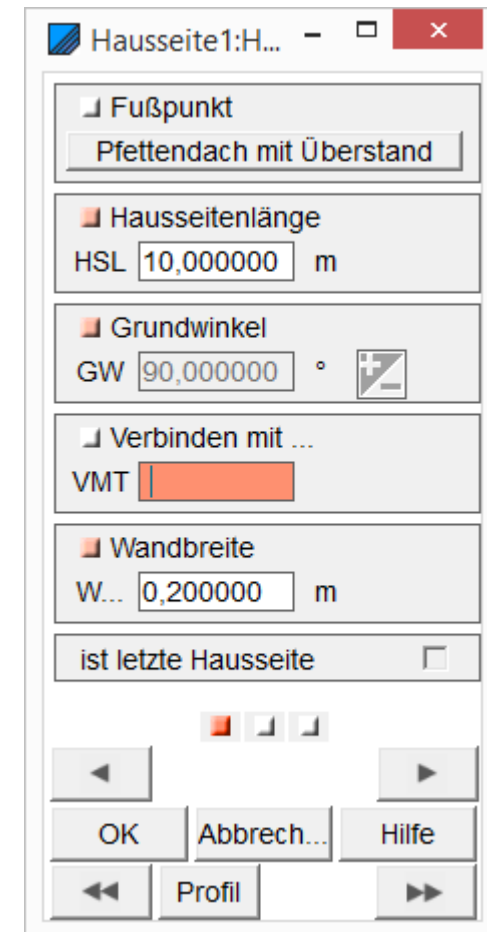 Hausseite1:H...
Fußpunkt
Pfettendach mit Überstand
Hausseitenlänge
HSL 10,000000 m
Grundwinkel
GW 90,000000 °
Verbinden mit ...
VMT
Wandbreite
W... 0,200000 m
ist letzte Hausseite
OK Abbrech... Hilfe
Profil